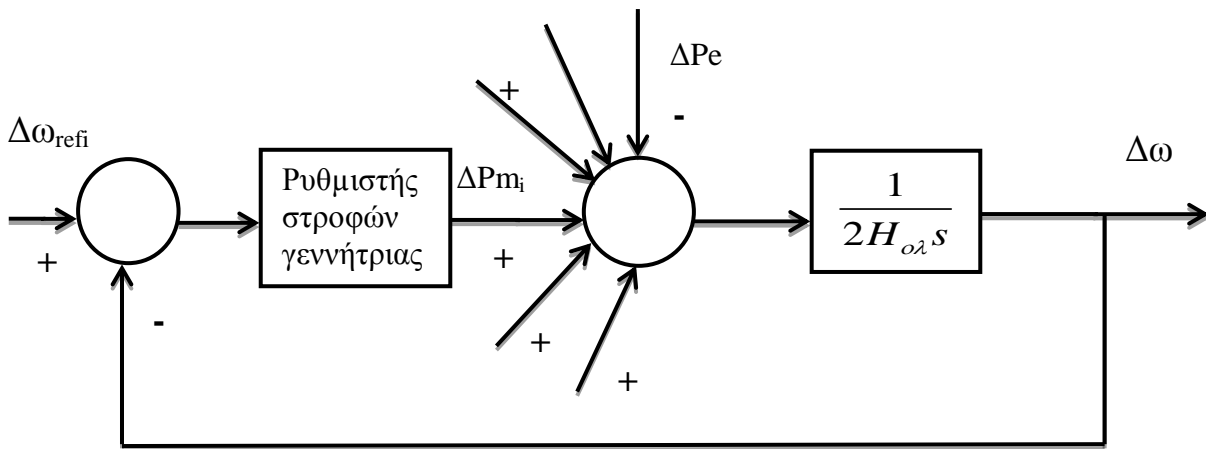 Δω_refi
+
-
Ρυθμιστής
στροφών
γεννήτριας
ΔPm_i
+
+
+
+
ΔPe
-
1
2H_ολ s
Δω